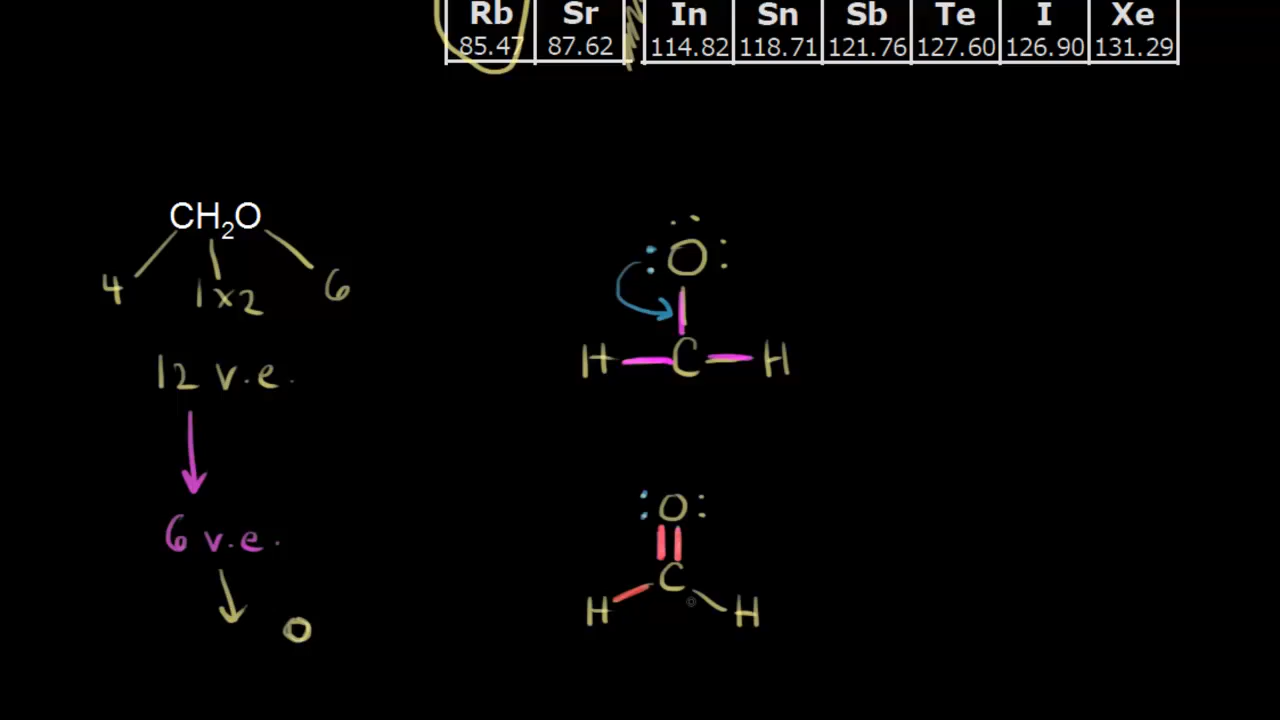 Rb Sr In Sn Sb Te I Xe
85.47 87.62 114.82 118.71 121.76 127.60 126.90 131.29
CH₂O
4 1x2 6
12 v.e.
6 v.e.
0
O
H C H
O
C
H H